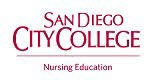 SAN DIEGO
CITY COLLEGE
Nursing Education